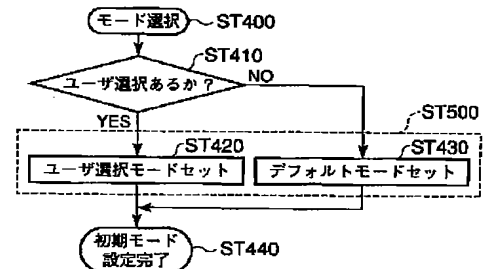 モード選択 ST400
ST410
ユーザ選択あるか？
NO
YES
ST500
ST420
ST430
ユーザ選択モードセット
デフォルトモードセット
初期モード
設定完了
ST440